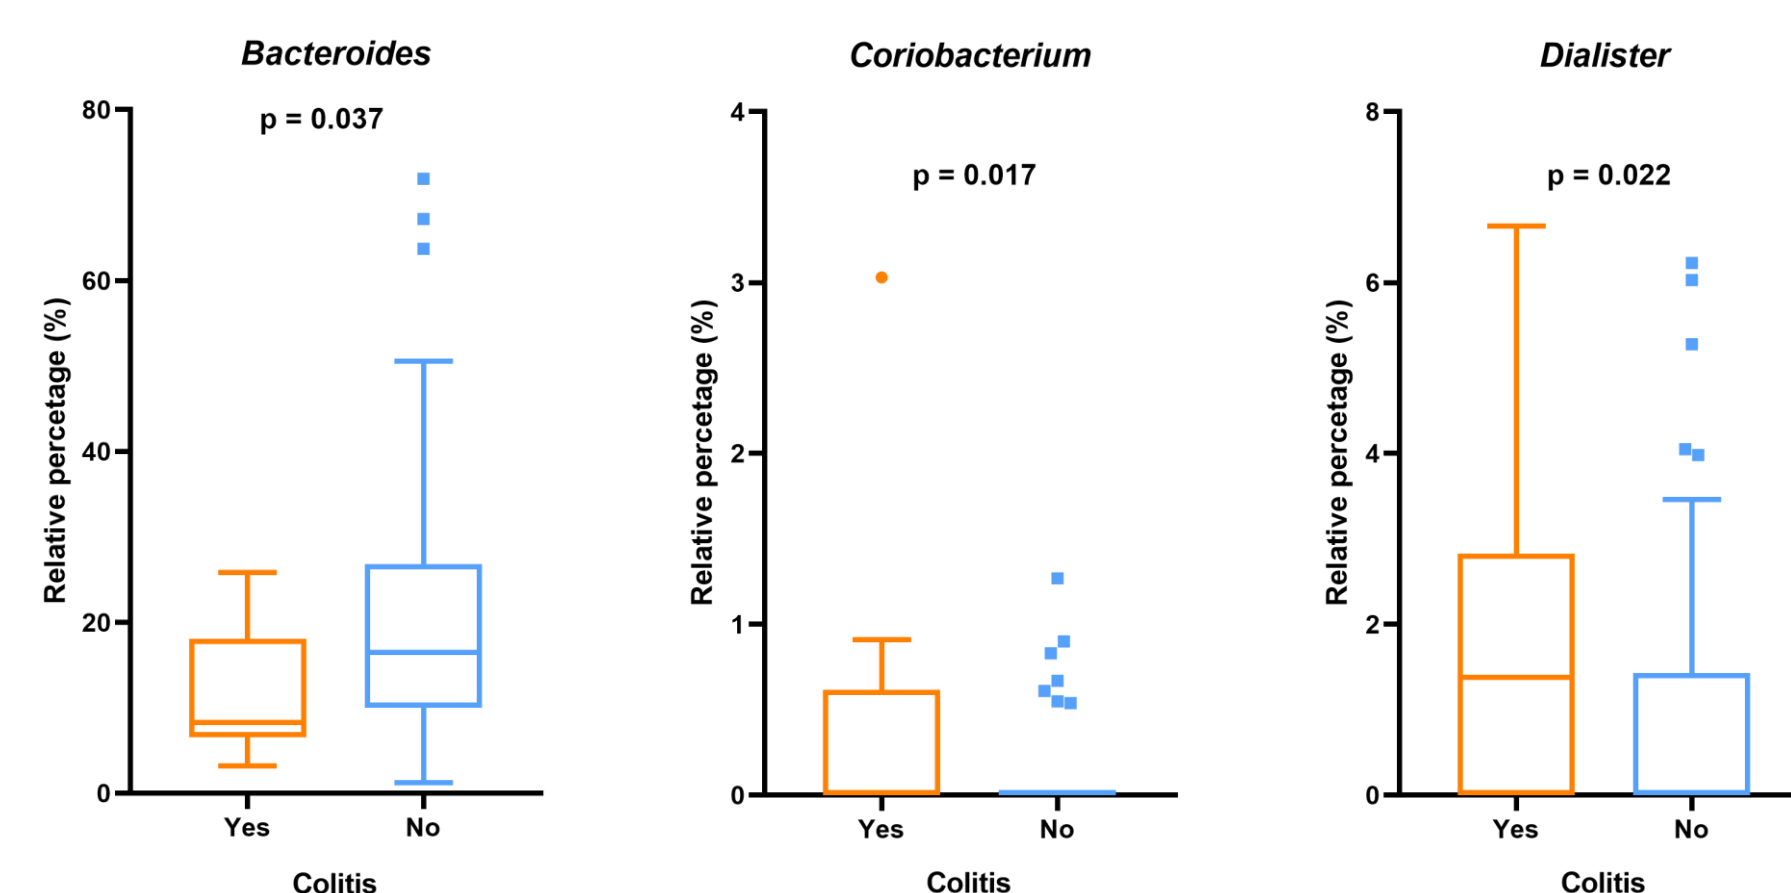 Bacteroides
p = 0.037
80
60
40
20
0
Relative percetage (%)
Yes
No
Colitis
Coriobacterium
p = 0.017
4
3
2
1
0
Relative percetage (%)
Yes
No
Colitis
Dialister
p = 0.022
8
6
4
2
0
Relative percetage (%)
Yes
No
Colitis